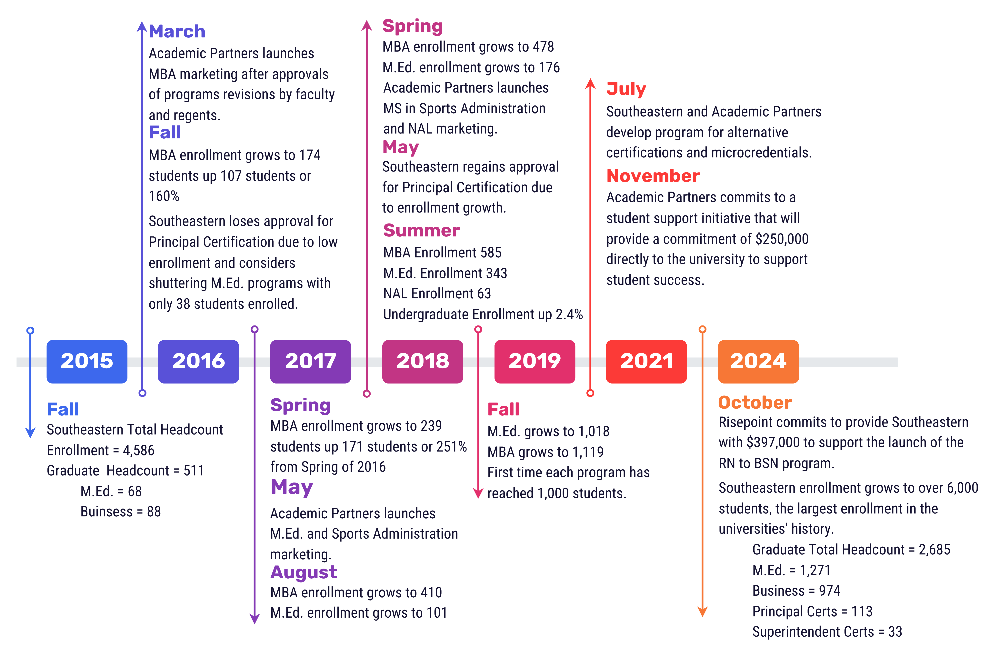 March
Academic Partners launches
MBA marketing after approvals
of programs revisions by faculty
and regents.
Fall
MBA enrollment grows to 174
students up 107 students or
160%
Southeastern loses approval for
Principal Certification due to low
enrollment and considers
shuttering M.Ed. programs with
only 38 students enrolled.
Spring
MBA enrollment grows to 478
M.Ed. enrollment grows to 176
Academic Partners launches
MS in Sports Administration
and NAL marketing.
May
Southeastern regains approval
for Principal Certification due
to enrollment growth.
Summer
MBA Enrollment 585
M.Ed. Enrollment 343
NAL Enrollment 63
Undergraduate Enrollment up 2.4%
July
Southeastern and Academic Partners
develop program for alternative
certifications and microcredentials.
November
Academic Partners commits to a
student support initiative that will
provide a commitment of $250,000
directly to the university to support
student success.
2015
2016
2017
2018
2019
2021
2024
Fall
Southeastern Total Headcount
Enrollment = 4,586
Graduate  Headcount = 511
M.Ed. = 68
Buinsess = 88
Spring
MBA enrollment grows to 239
students up 171 students or 251%
from Spring of 2016
May
Academic Partners launches
M.Ed. and Sports Administration
marketing.
August
MBA enrollment grows to 410
M.Ed. enrollment grows to 101
Fall
M.Ed. grows to 1,018
MBA grows to 1,119
First time each program has
reached 1,000 students.
October
Risepoint commits to provide Southeastern
with $397,000 to support the launch of the
RN to BSN program.
Southeastern enrollment grows to over 6,000
students, the largest enrollment in the
universities' history.
Graduate Total Headcount = 2,685
M.Ed. = 1,271
Business = 974
Principal Certs = 113
Superintendent Certs = 33